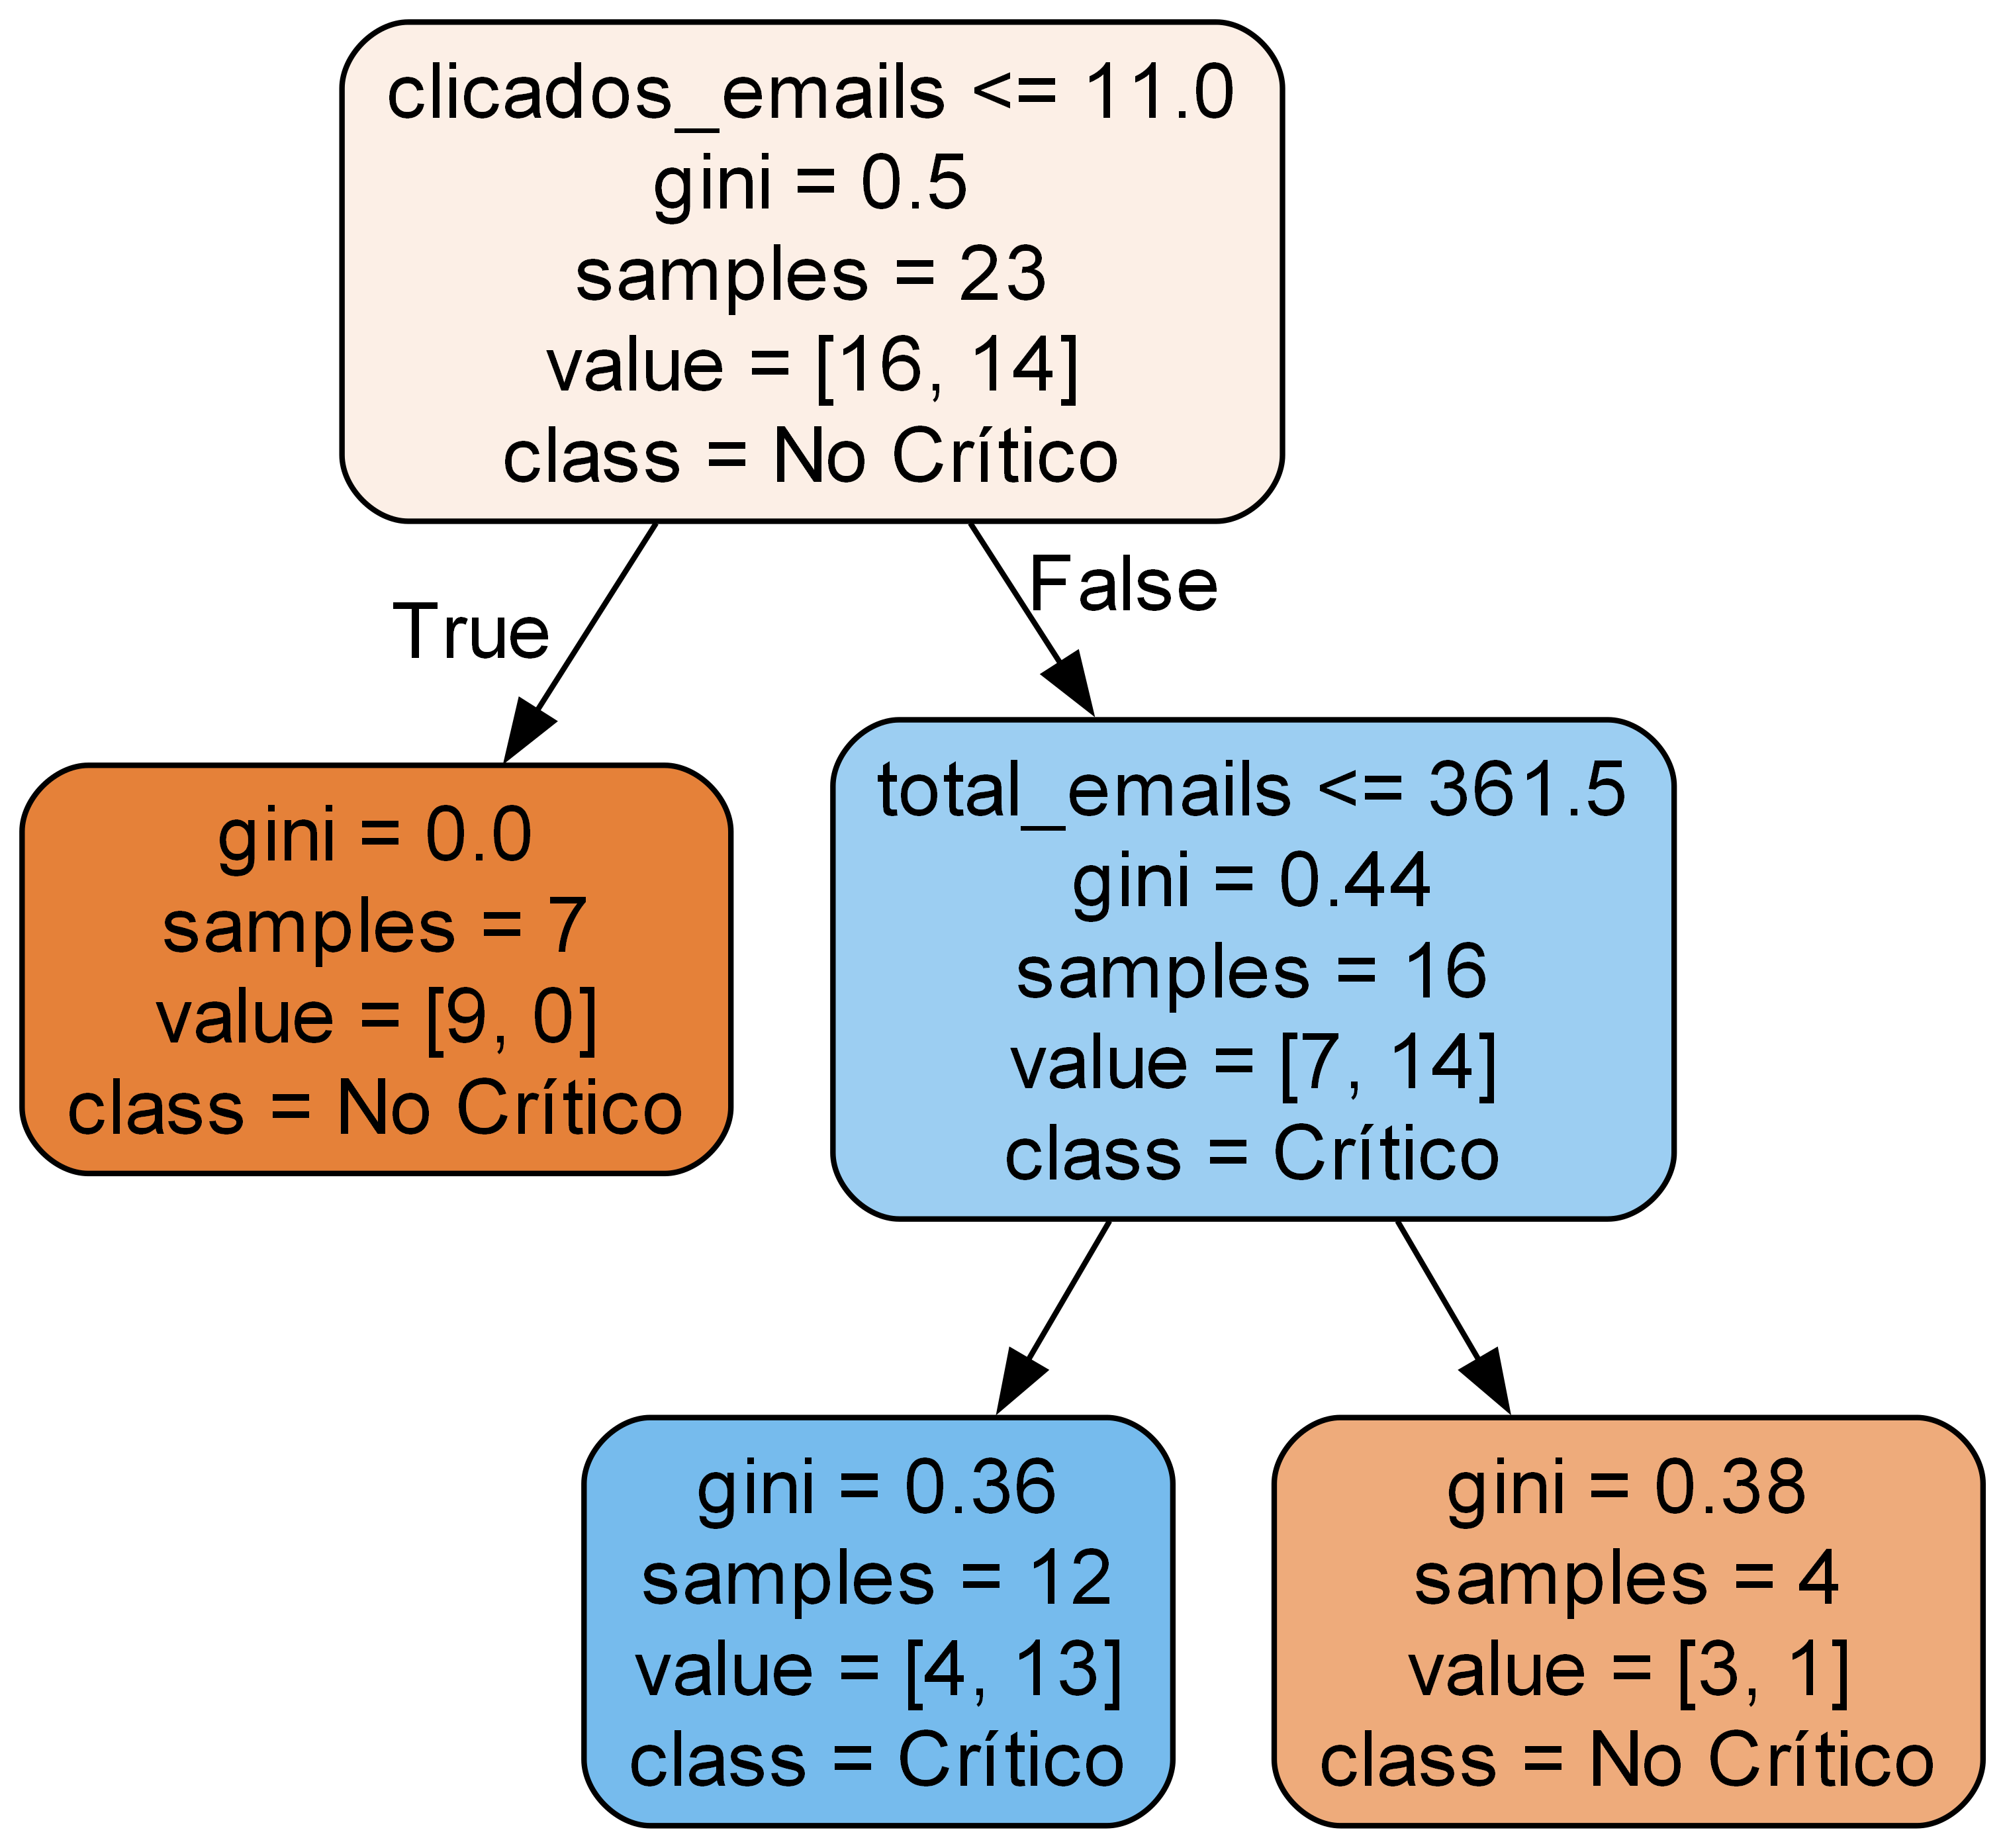 clicados_emails <= 11.0
gini = 0.5
samples = 23
value = [16, 14]
class = No Crítico
True
False
gini = 0.0
samples = 7
value = [9, 0]
class = No Crítico
total_emails <= 361.5
gini = 0.44
samples = 16
value = [7, 14]
class = Crítico
gini = 0.36
samples = 12
value = [4, 13]
class = Crítico
gini = 0.38
samples = 4
value = [3, 1]
class = No Crítico